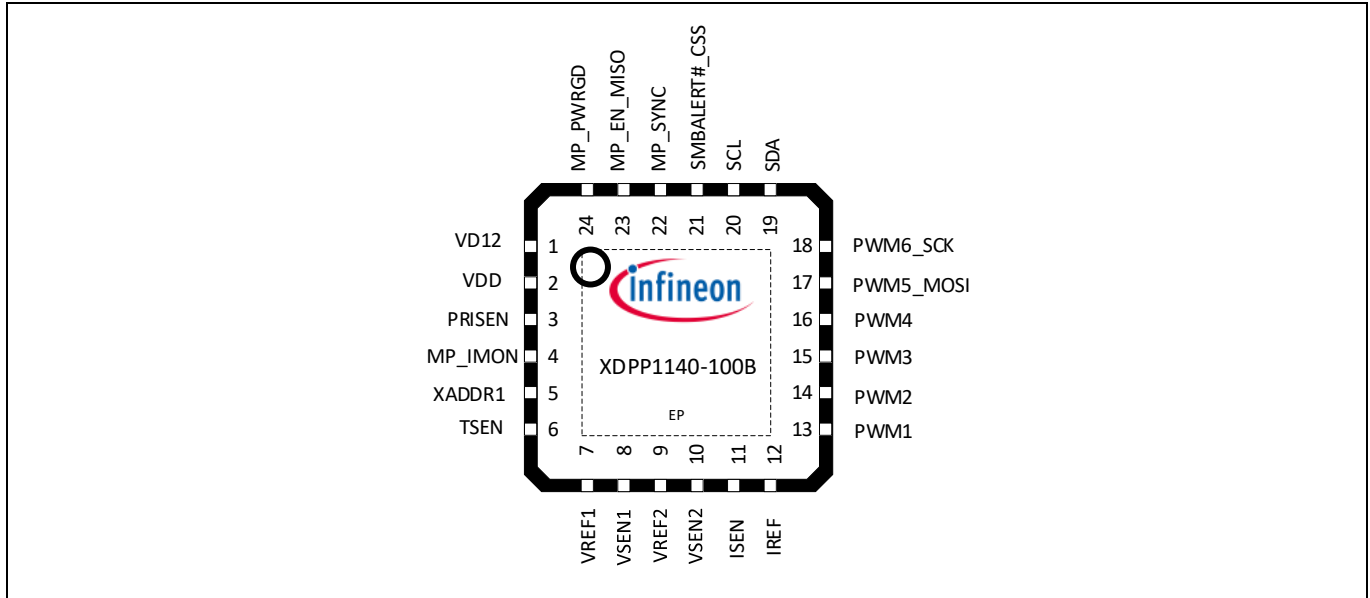 MP_PWRGD
MP_EN_MISO
MP_SYNC
SMBALERT#_CSS
SCL
SDA
24
23
22
21
20
19
VD12
1
VDD
2
PRISEN
3
MP_IMON
4
XADDR1
5
TSEN
6
infineon
XDPP1140-100B
EP
18
PWM6_SCK
17
PWM5_MOSI
16
PWM4
15
PWM3
14
PWM2
13
PWM1
7
8
9
10
11
12
VREF1
VSEN1
VREF2
VSEN2
ISEN
IREF